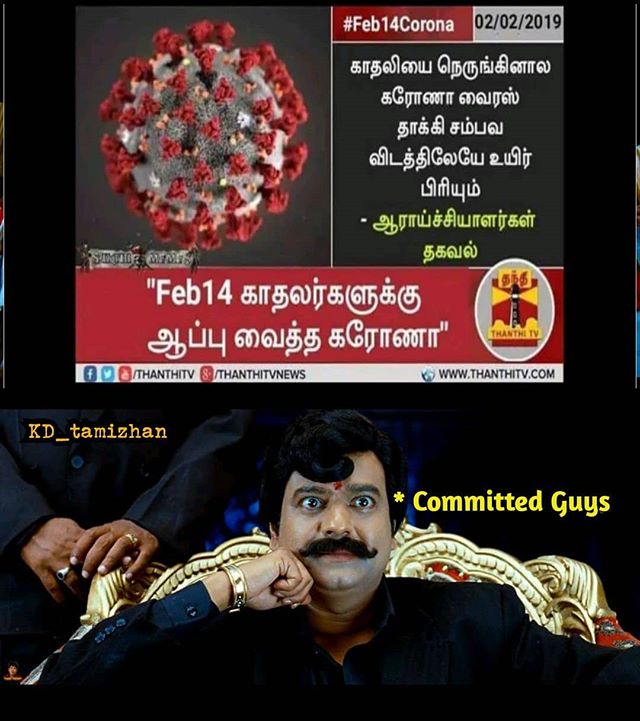 #Feb14Corona
02/02/2019
காதலியை நெருங்கினால
கரோணா வைரஸ்
தாக்கி சம்பவ
விடத்திலேயே உயிர்
பிரியும்
- ஆராய்ச்சியாளர்கள்
தகவல்
"Feb14 காதலர்களுக்கு
ஆப்பு வைத்த கரோணா"
தந்தி
THANTHI TV
/THANTHITV
/THANTHITVNEWS
WWW.THANTHITV.COM
KD_tamizhan
* Committed Guys